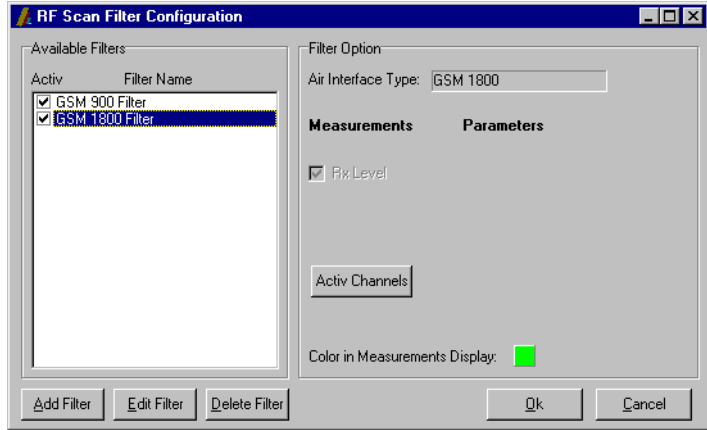 RF Scan Filter Configuration
Available Filters
Activ Filter Name
GSM 900 Filter
GSM 1800 Filter
Filter Option
Air Interface Type: GSM 1800
Measurements Parameters
Rx Level
Activ Channels
Color in Measurements Display:
Add Filter Edit Filter Delete Filter Ok Cancel